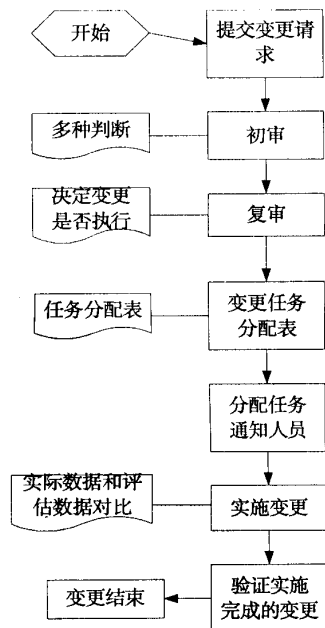 开始
提交变更请
求
多种判断
初审
决定变更
是否执行
复审
任务分配表
变更任务
分配表
分配任务
通知人员
实际数据和评
估数据对比
实施变更
变更结束
验证实施
完成的变更